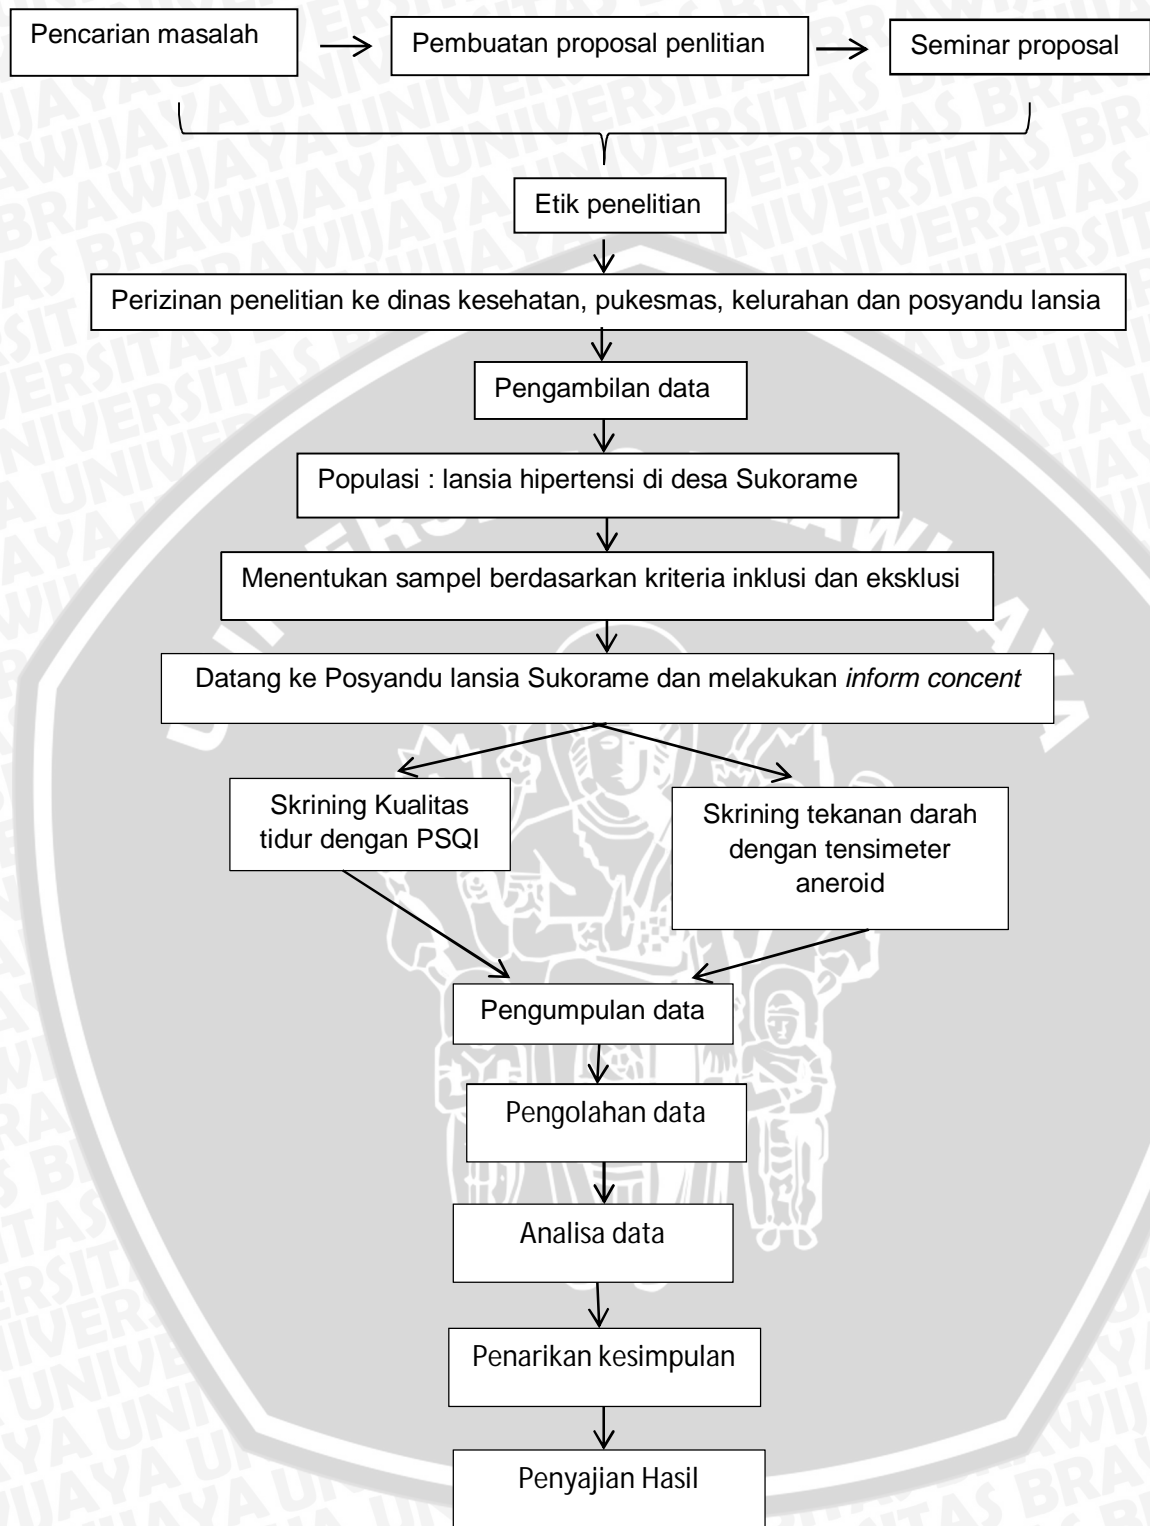 Pencarian masalah
Pembuatan proposal penlitian
Seminar proposal
Etik penelitian
Perizinan penelitian ke dinas kesehatan, pukesmas, kelurahan dan posyandu lansia
Pengambilan data
Populasi : lansia hipertensi di desa Sukorame
Menentukan sampel berdasarkan kriteria inklusi dan eksklusi
Datang ke Posyandu lansia Sukorame dan melakukan inform concent
Skrining Kualitas
tidur dengan PSQI
Skrining tekanan darah
dengan tensimeter
aneroid
Pengumpulan data
Pengolahan data
Analisa data
Penarikan kesimpulan
Penyajian Hasil